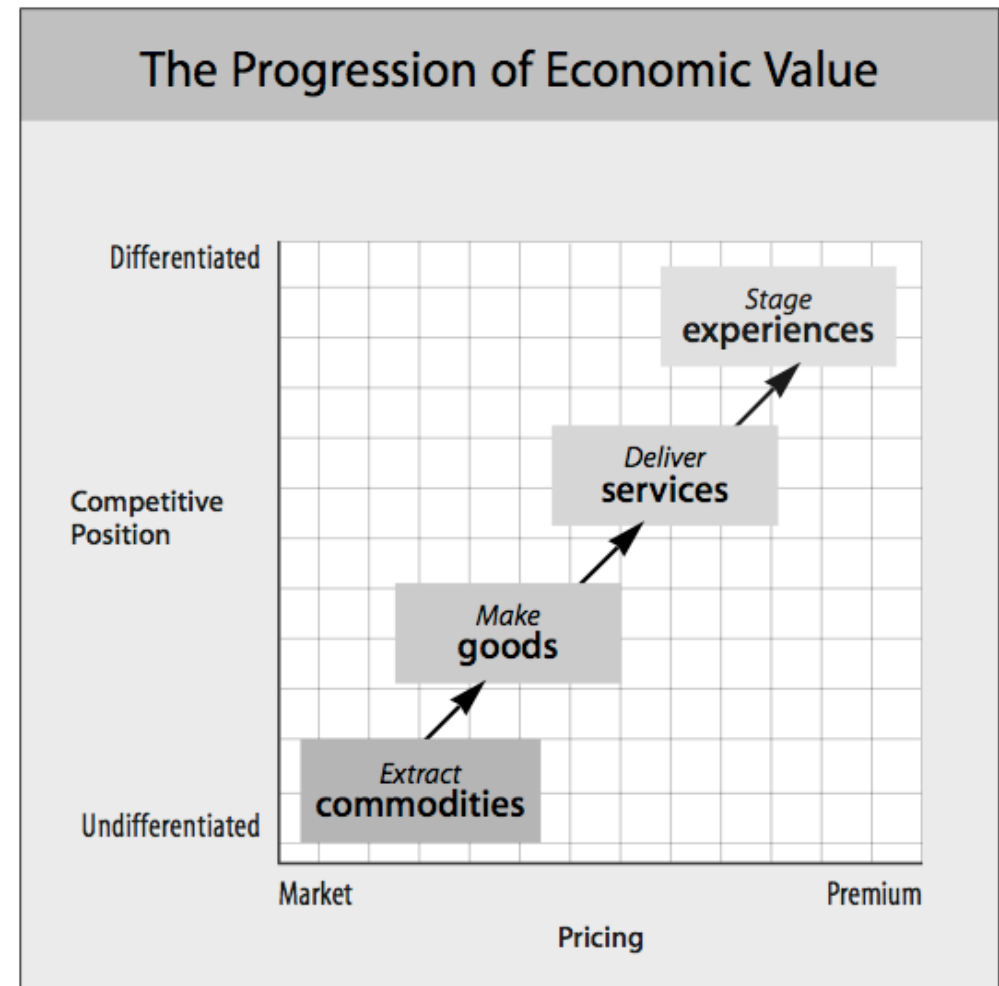 The Progression of Economic Value
Differentiated
Stage
experiences
Deliver
services
Competitive
Position
Make
goods
Extract
commodities
Undifferentiated
Market
Premium
Pricing